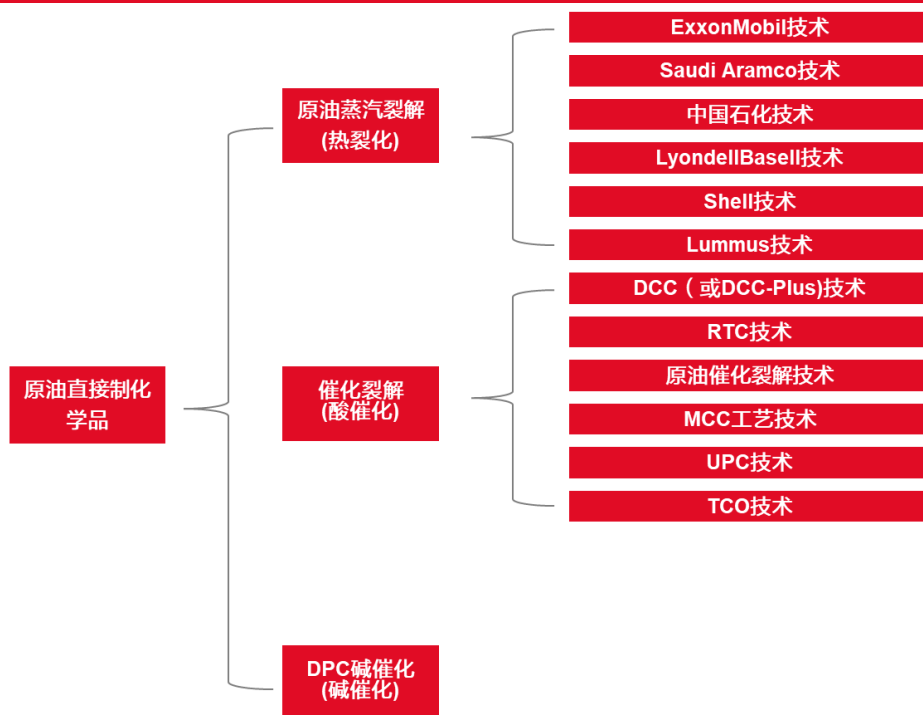 原油直接制化
学品
原油蒸汽裂解
(热裂化)
ExxonMobil技术
Saudi Aramco技术
中国石化技术
LyondellBasell技术
Shell技术
Lummus技术
催化裂解
(酸催化)
DCC（或DCC-Plus)技术
RTC技术
原油催化裂解技术
MCC工艺技术
UPC技术
TCO技术
DPC碱催化
(碱催化)